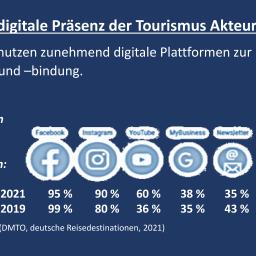 digitale Präsenz der Tourismus Akteur
nutzen zunehmend digitale Plattformen zur
und –bindung.
n
Facebook Instagram YouTube MyBusiness Newsletter
n:
2021 95 % 90 % 60 % 38 % 35 %
2019 99 % 80 % 36 % 35 % 43 %
(DMTO, deutsche Reisedestinationen, 2021)